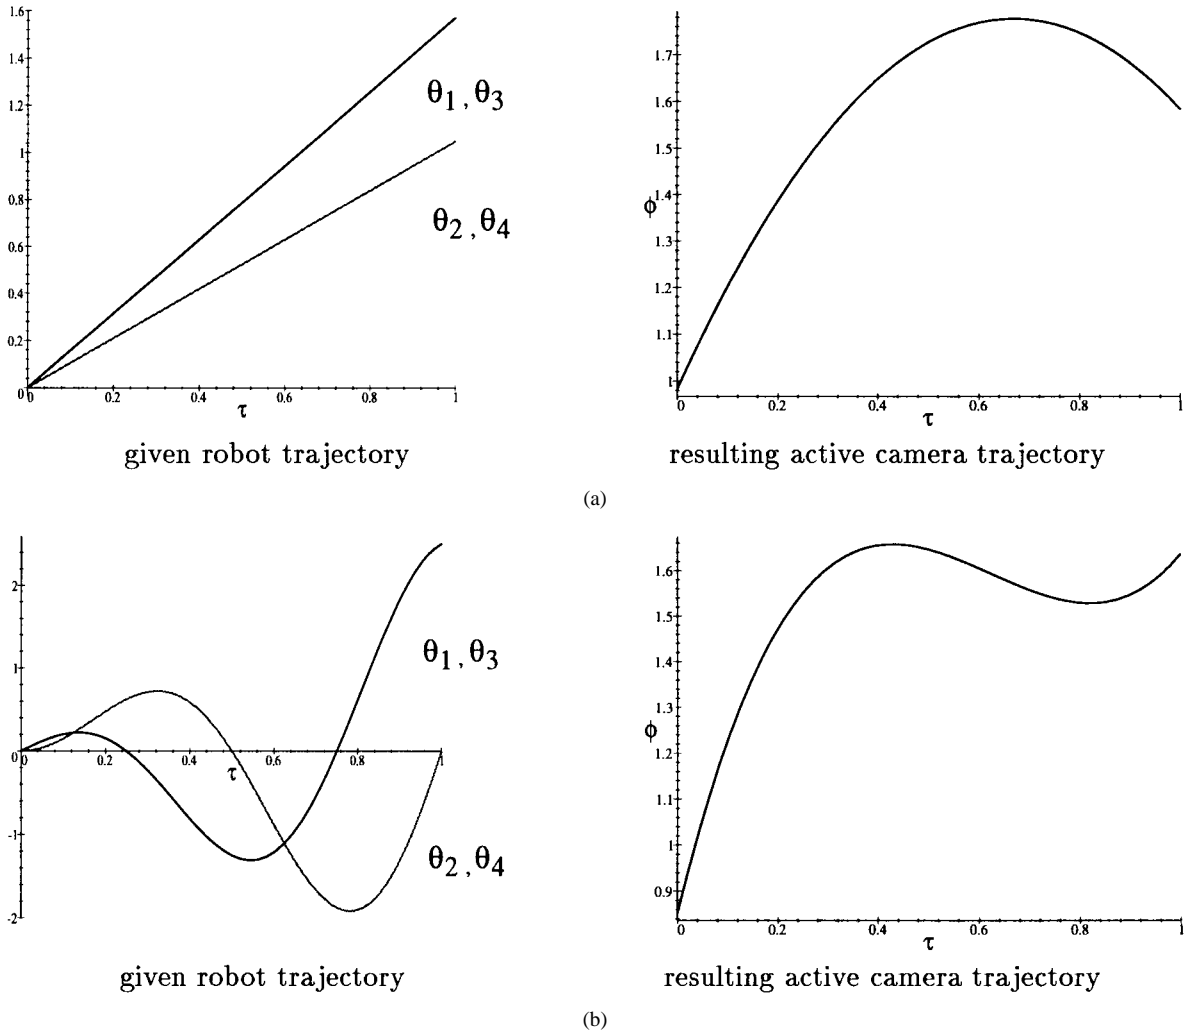 1.6
1.4
1.2
1
0.8
0.6
0.4
0.2
0
0 0.2 0.4 0.6 0.8 1
τ
θ1, θ3
θ2, θ4
given robot trajectory
1.7
1.6
1.5
1.4
ϕ
1.3
1.2
1.1
1
0 0.2 0.4 0.6 0.8 1
τ
resulting active camera trajectory
(a)
2
1
0
-1
-2
0 0.2 0.4 0.6 0.8 1
τ
θ1, θ3
θ2, θ4
given robot trajectory
1.6
1.5
1.4
1.3
ϕ
1.2
1.1
1
0.9
0 0.2 0.4 0.6 0.8 1
τ
resulting active camera trajectory
(b)